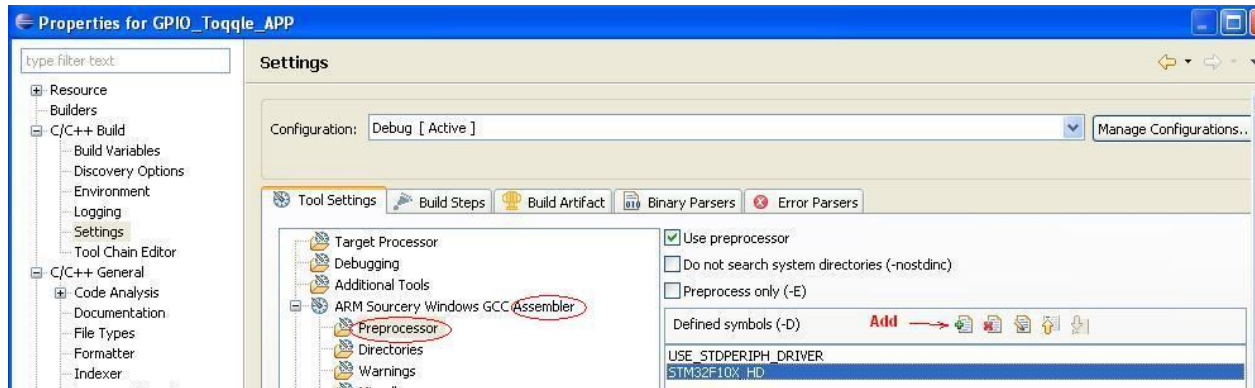 Properties for GPIO_Toqqle_APP
type filter text
Resource
Builders
C/C++ Build
Build Variables
Discovery Options
Environment
Logging
Settings
Tool Chain Editor
C/C++ General
Code Analysis
Documentation
File Types
Formatter
Indexer
Settings
Configuration: Debug [ Active ]
Manage Configurations..
Tool Settings Build Steps Build Artifact Binary Parsers Error Parsers
Target Processor
Debugging
Additional Tools
ARM Sourcery Windows GCC Assembler
Preprocessor
Directories
Warnings
Use preprocessor
Do not search system directories (-nostdinc)
Preprocess only (-E)
Defined symbols (-D) Add
USE_STDPERIPH_DRIVER
STM32F10X_HD